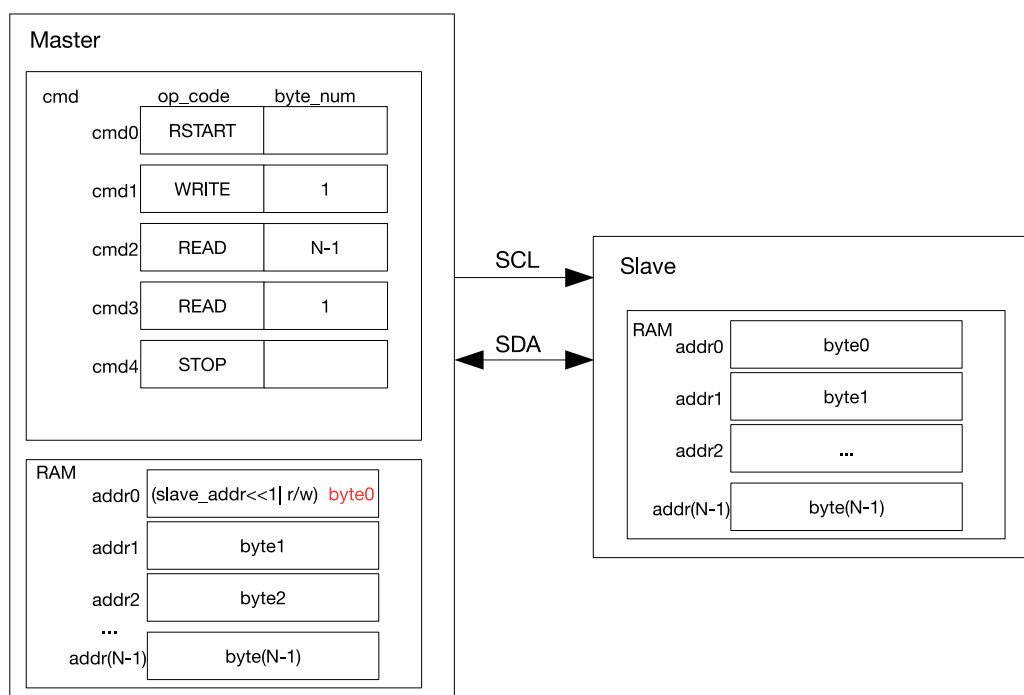 Master
cmd op_code byte_num
cmd0 RSTART
cmd1 WRITE 1
cmd2 READ N-1
cmd3 READ 1
cmd4 STOP
RAM
addr0 (slave_addr<<1| r/w) byte0
addr1 byte1
addr2 byte2
...
addr(N-1) byte(N-1)
SCL
SDA
Slave
RAM
addr0 byte0
addr1 byte1
addr2 ...
addr(N-1) byte(N-1)